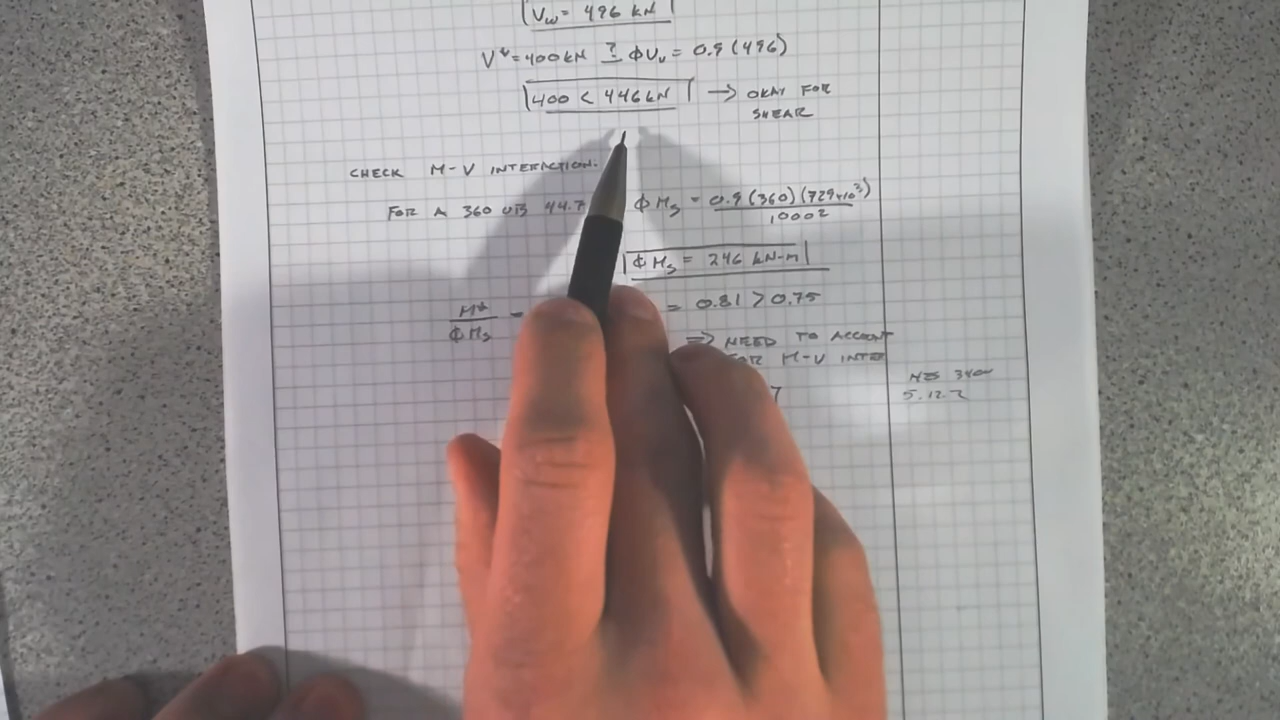 Vw = 496 kN
V* = 400 kN ? ΦVv = 0.9 (496)
400 < 446 kN → OKAY FOR
SHEAR
CHECK M-V INTERACTION.
FOR A 360 UB 44.7 ΦMs = 0.9 (360) (729×10³)
1000²
ΦMs = 246 kN-m
M* = 0.81 > 0.75
ΦMs
⇒ NEED TO ACCOUNT
FOR M-V INTER
NZS 3404
5.12.2
7